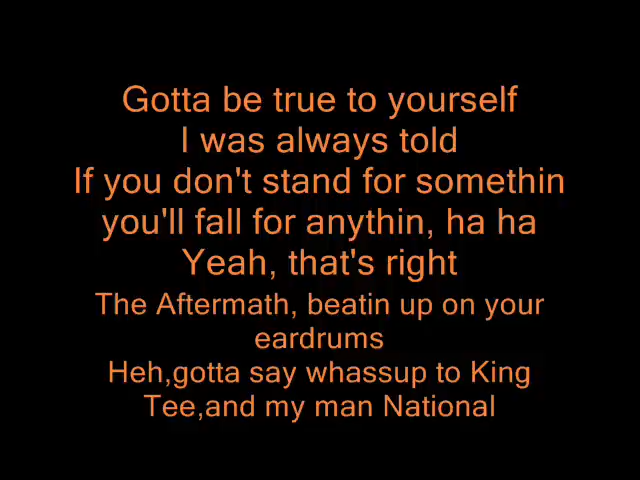 Gotta be true to yourself
I was always told
If you don't stand for somethin
you'll fall for anythin, ha ha
Yeah, that's right
The Aftermath, beatin up on your
eardrums
Heh,gotta say whassup to King
Tee,and my man National